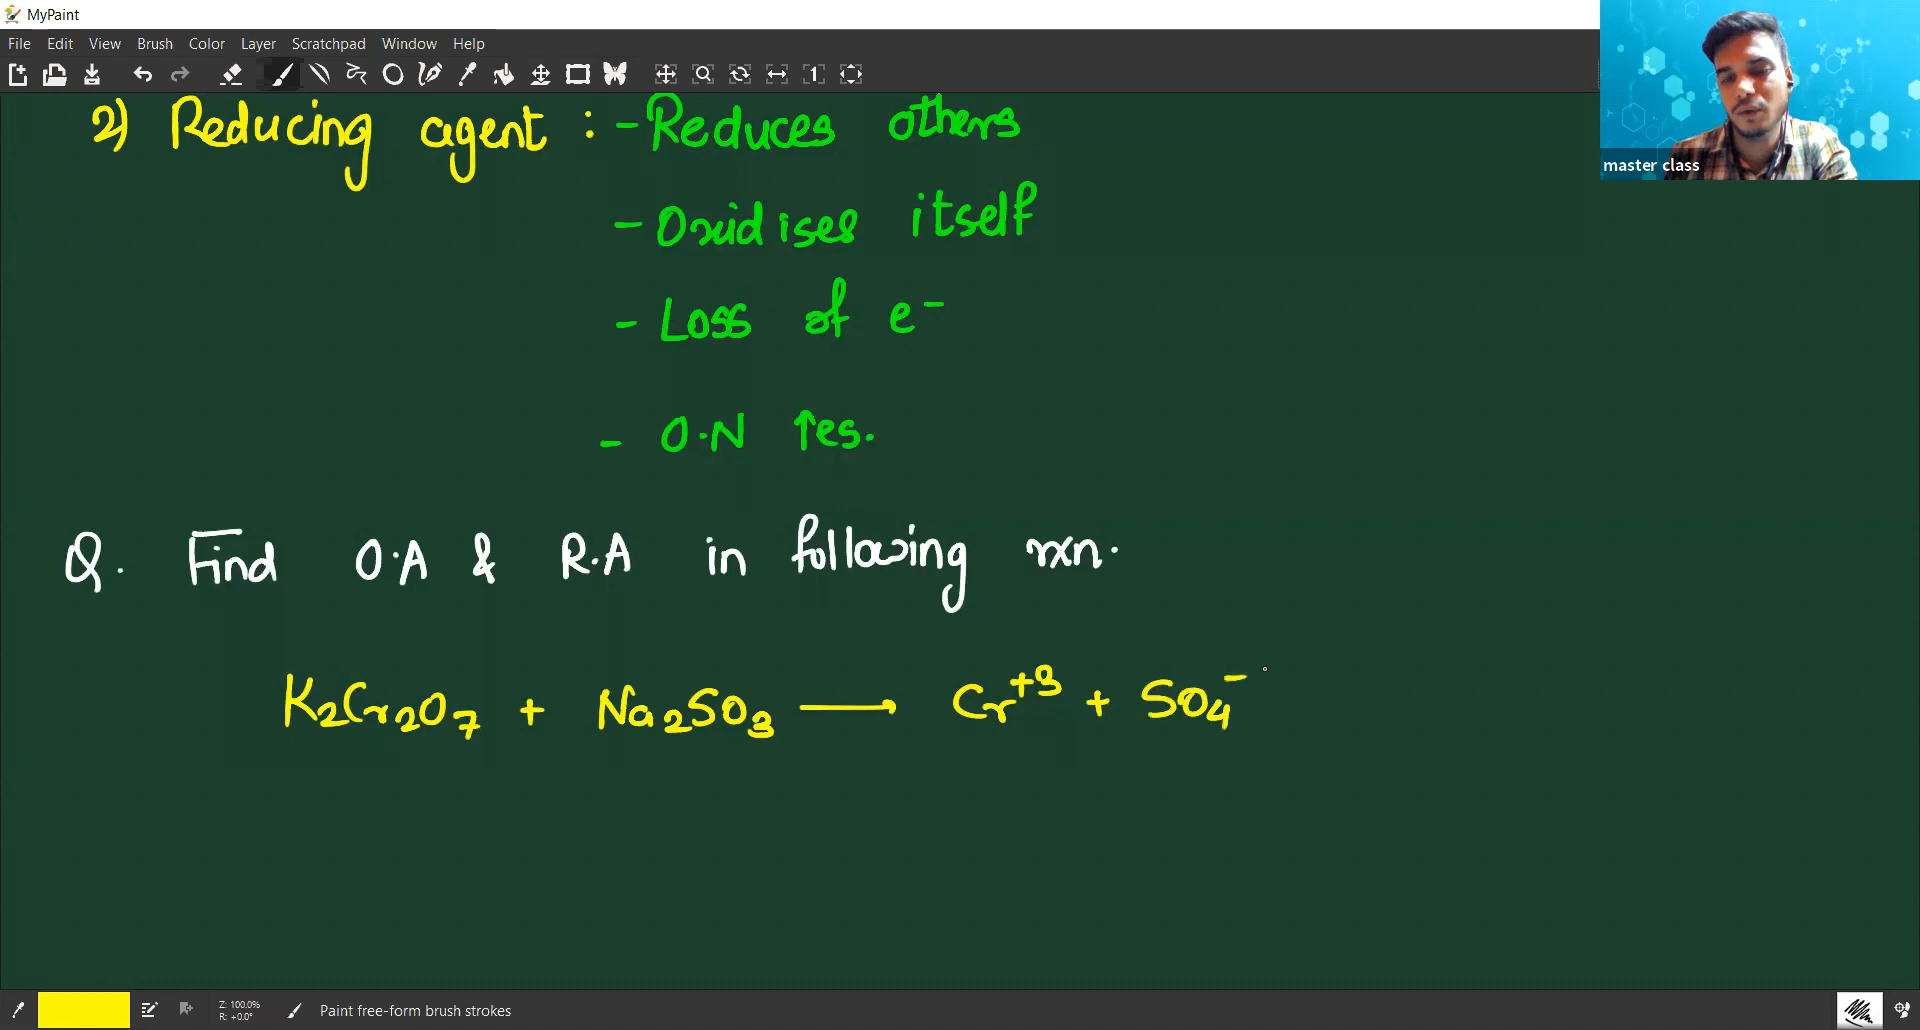 MyPaint
File Edit View Brush Color Layer Scratchpad Window Help
master class
2) Reducing agent : - Reduces others
- Oxidises itself
- Loss of e⁻
- O.N ↑es.
Q. Find O.A & R.A in following rxn.
K₂Cr₂O₇ + Na₂SO₃ ⟶ Cr⁺³ + SO₄⁻
Z: 100.0%
R: +0.0°
Paint free-form brush strokes